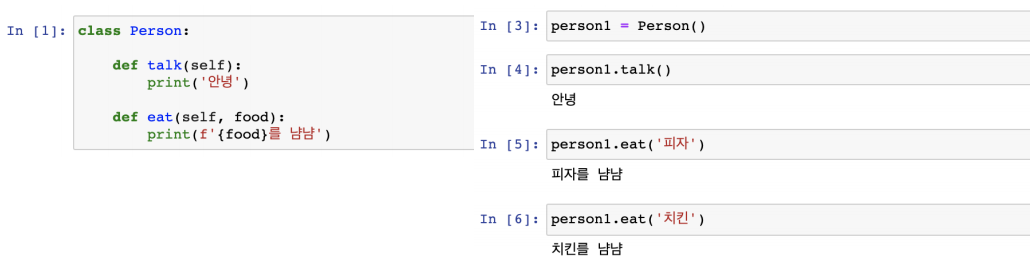 In [1]: class Person:
def talk(self):
print('안녕')
def eat(self, food):
print(f'{food}를 냠냠')
In [3]: person1 = Person()
In [4]: person1.talk()
안녕
In [5]: person1.eat('피자')
피자를 냠냠
In [6]: person1.eat('치킨')
치킨를 냠냠